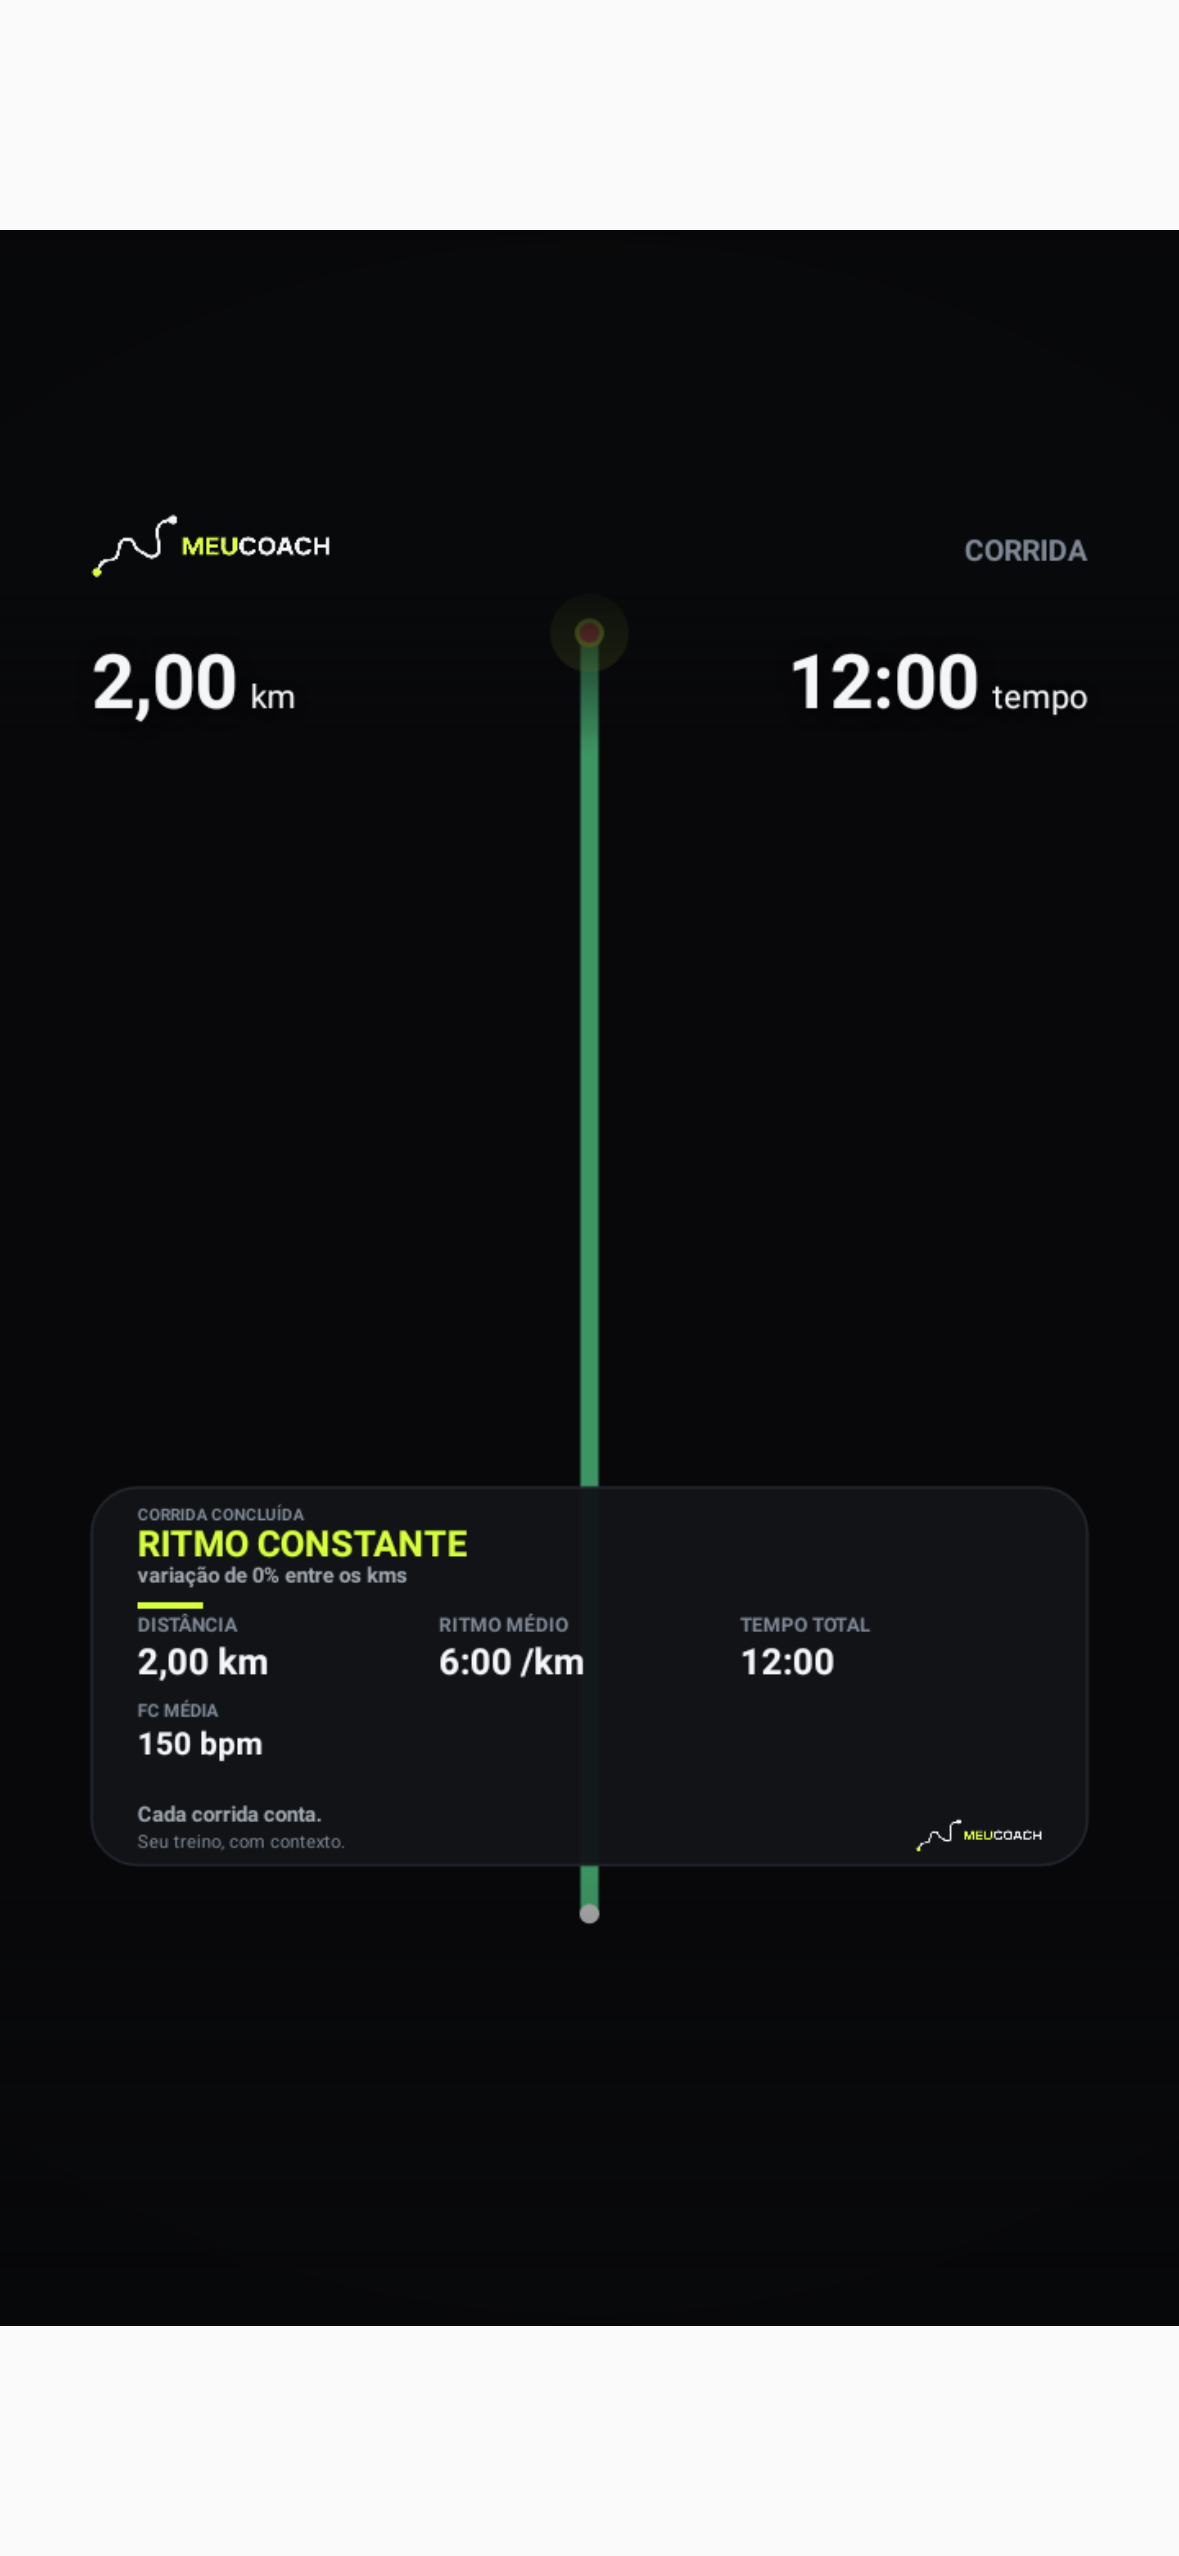 MEUCOACH
CORRIDA
2,00 km
12:00 tempo
CORRIDA CONCLUÍDA
RITMO CONSTANTE
variação de 0% entre os kms
DISTÂNCIA
RITMO MÉDIO
TEMPO TOTAL
2,00 km
6:00 /km
12:00
FC MÉDIA
150 bpm
Cada corrida conta.
Seu treino, com contexto.
MEUCOACH